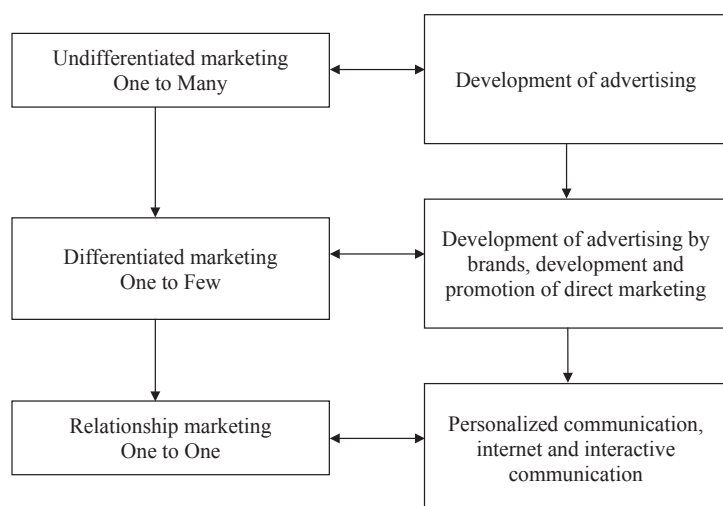 Undifferentiated marketing
One to Many
Development of advertising
Differentiated marketing
One to Few
Development of advertising by
brands, development and
promotion of direct marketing
Relationship marketing
One to One
Personalized communication,
internet and interactive
communication